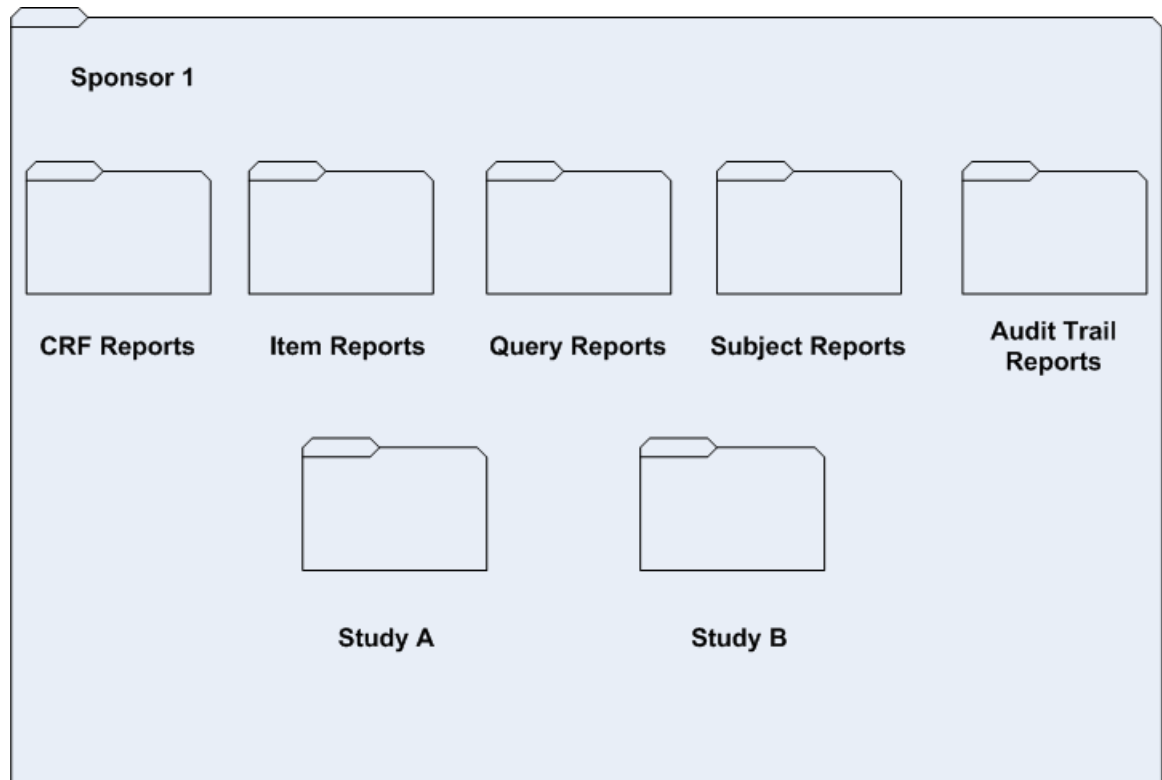 Sponsor 1
CRF Reports
Item Reports
Query Reports
Subject Reports
Audit Trail
Reports
Study A
Study B